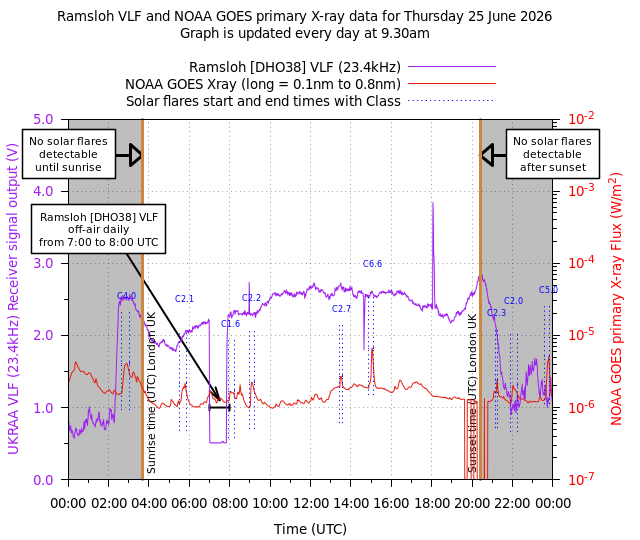 Ramsloh VLF and NOAA GOES primary X-ray data for Thursday 25 June 2026
Graph is updated every day at 9.30am
Ramsloh [DHO38] VLF (23.4kHz)
NOAA GOES Xray (long = 0.1nm to 0.8nm)
Solar flares start and end times with Class
5.0
4.0
3.0
2.0
1.0
0.0
UKRAA VLF (23.4kHz) Receiver signal output (V)
10^-2
10^-3
10^-4
10^-5
10^-6
10^-7
NOAA GOES primary X-ray Flux (W/m²)
No solar flares
detectable
until sunrise
No solar flares
detectable
after sunset
Ramsloh [DHO38] VLF
off-air daily
from 7:00 to 8:00 UTC
C4.0
C2.1
C1.6
C2.2
C2.7
C6.6
C2.3
C2.0
C5.0
Sunrise time (UTC) London UK
Sunset time (UTC) London UK
00:00 02:00 04:00 06:00 08:00 10:00 12:00 14:00 16:00 18:00 20:00 22:00 00:00
Time (UTC)